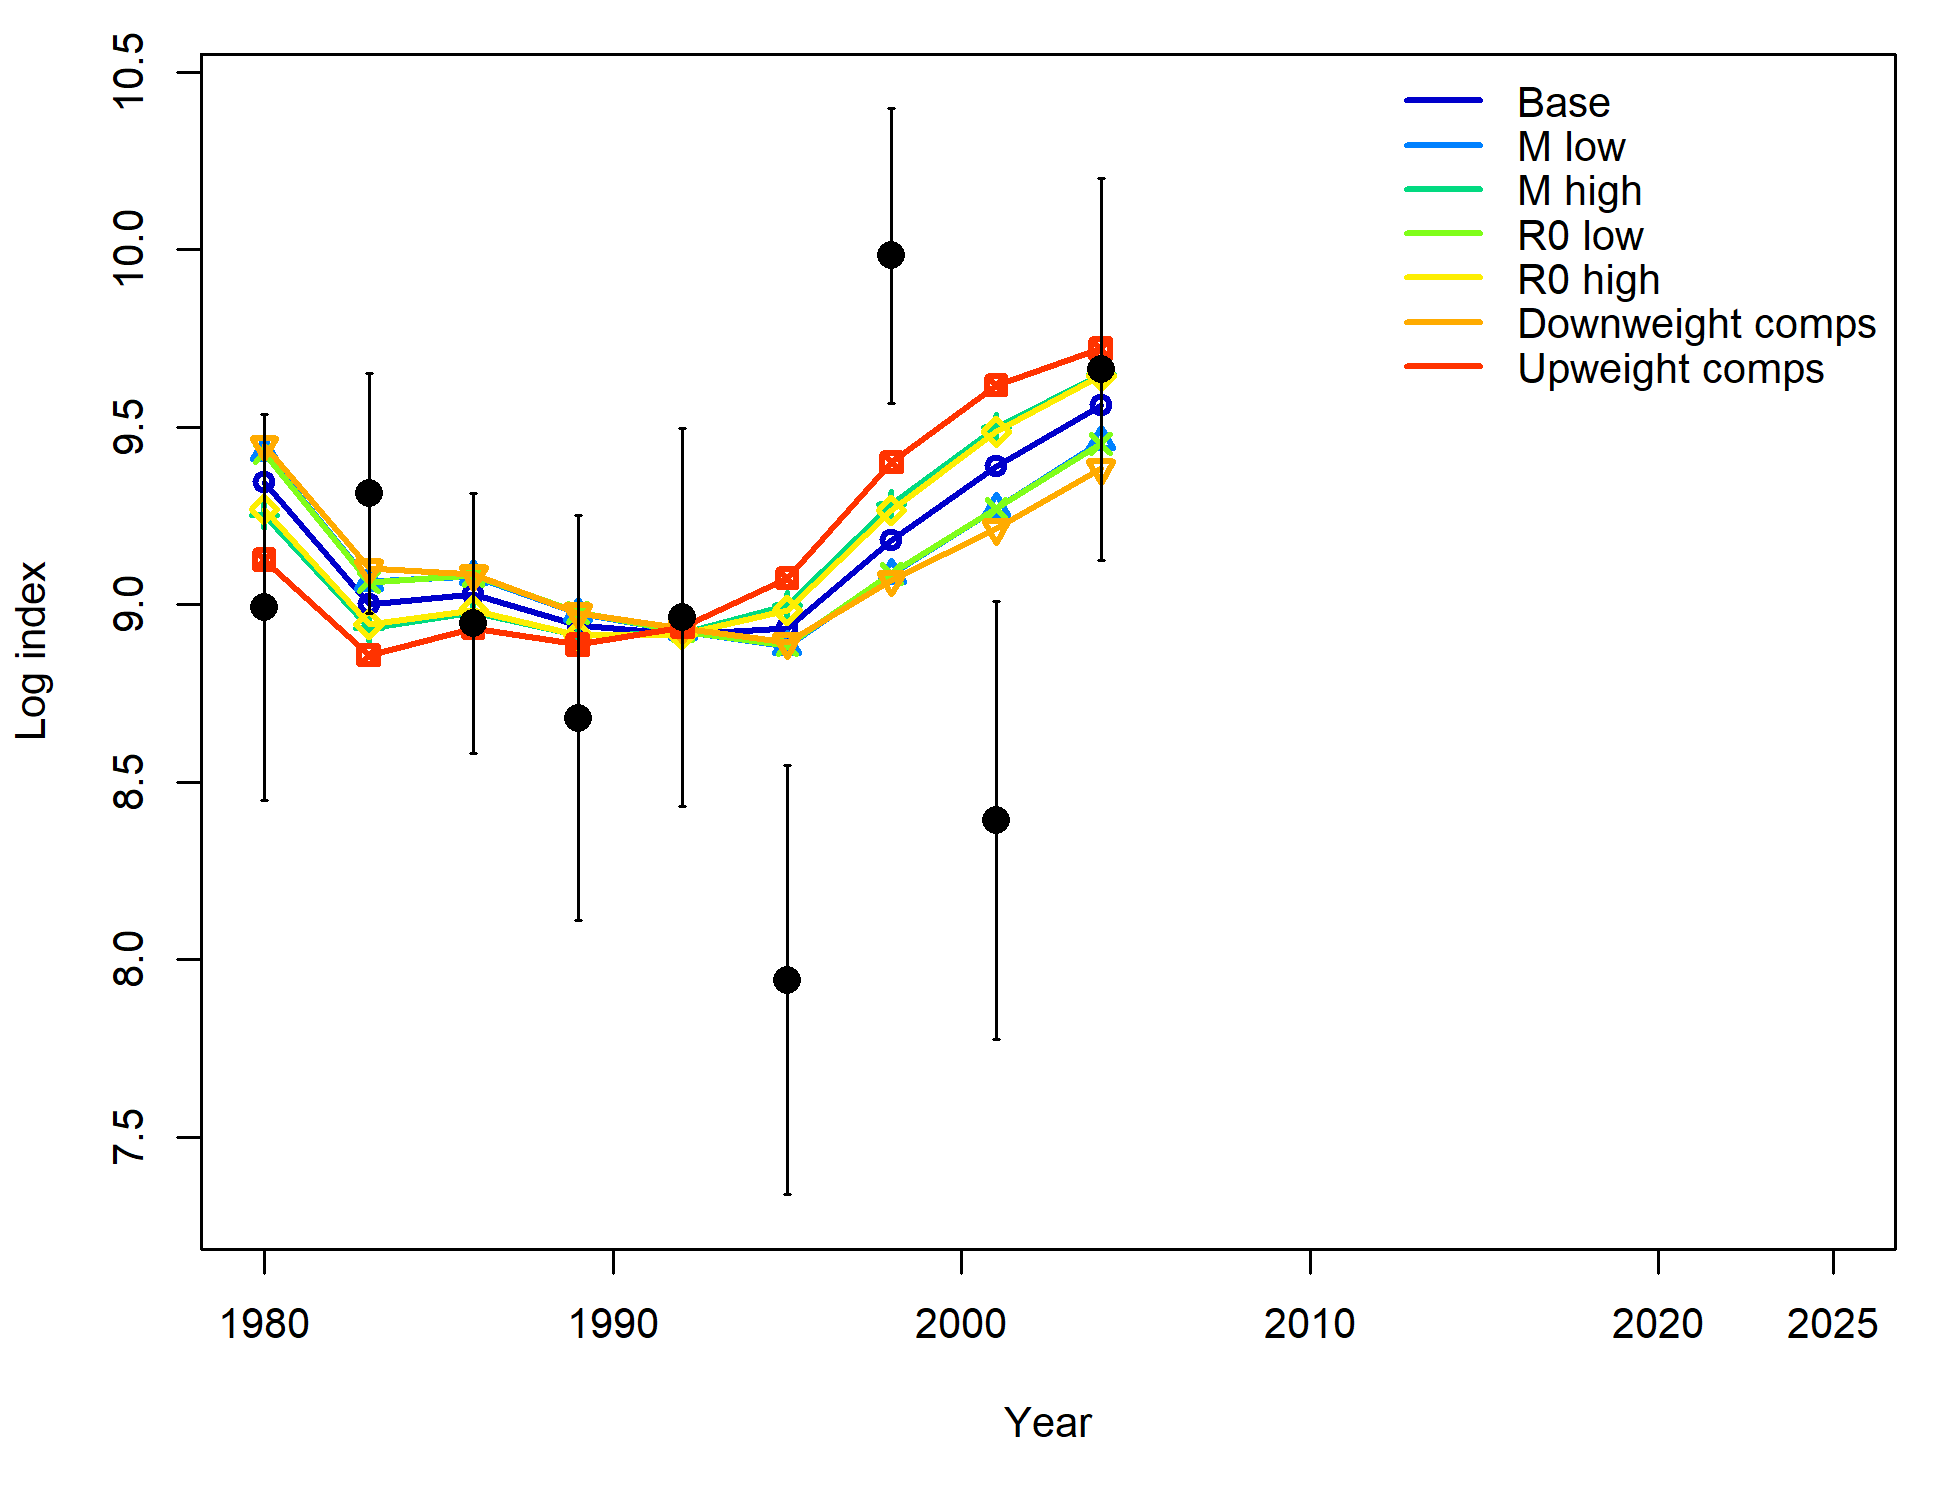 Base
M low
M high
R0 low
R0 high
Downweight comps
Upweight comps
10.5
10.0
9.5
9.0
8.5
8.0
7.5
Log index
1980
1990
2000
2010
2020
2025
Year